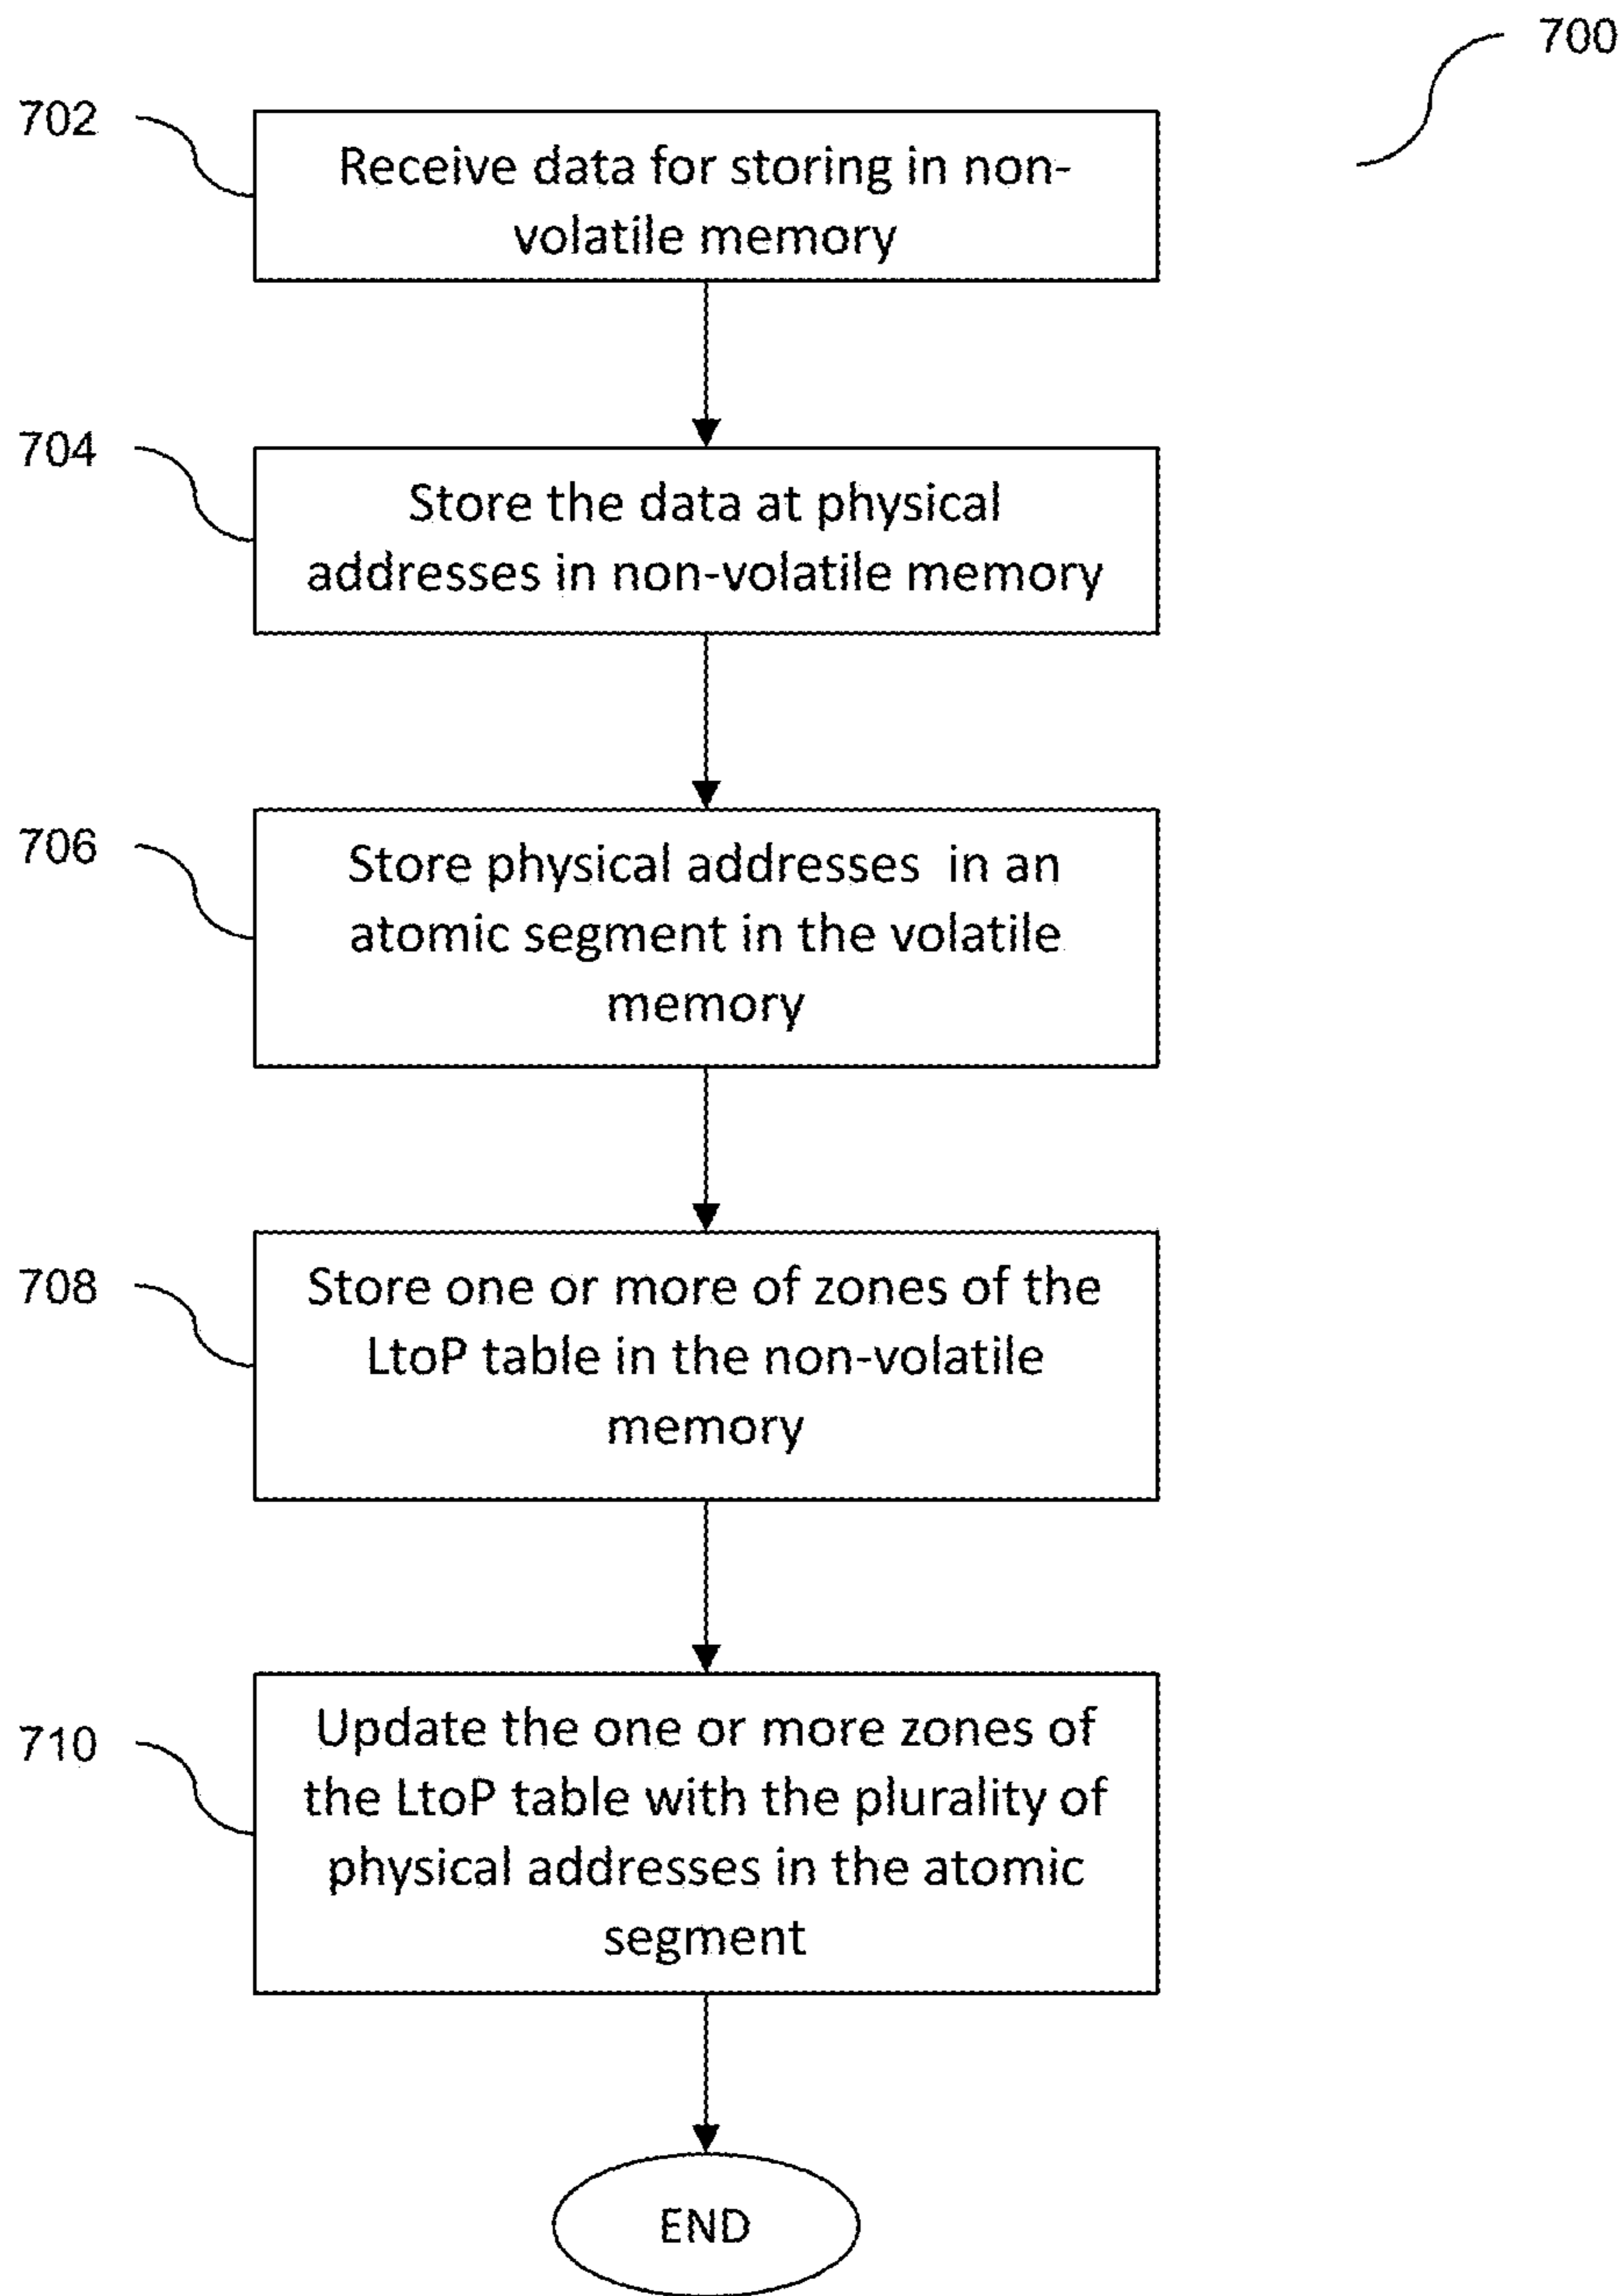 700
702
Receive data for storing in non-
volatile memory
704
Store the data at physical
addresses in non-volatile memory
706
Store physical addresses in an
atomic segment in the volatile
memory
708
Store one or more of zones of the
LtoP table in the non-volatile
memory
710
Update the one or more zones of
the LtoP table with the plurality of
physical addresses in the atomic
segment
END